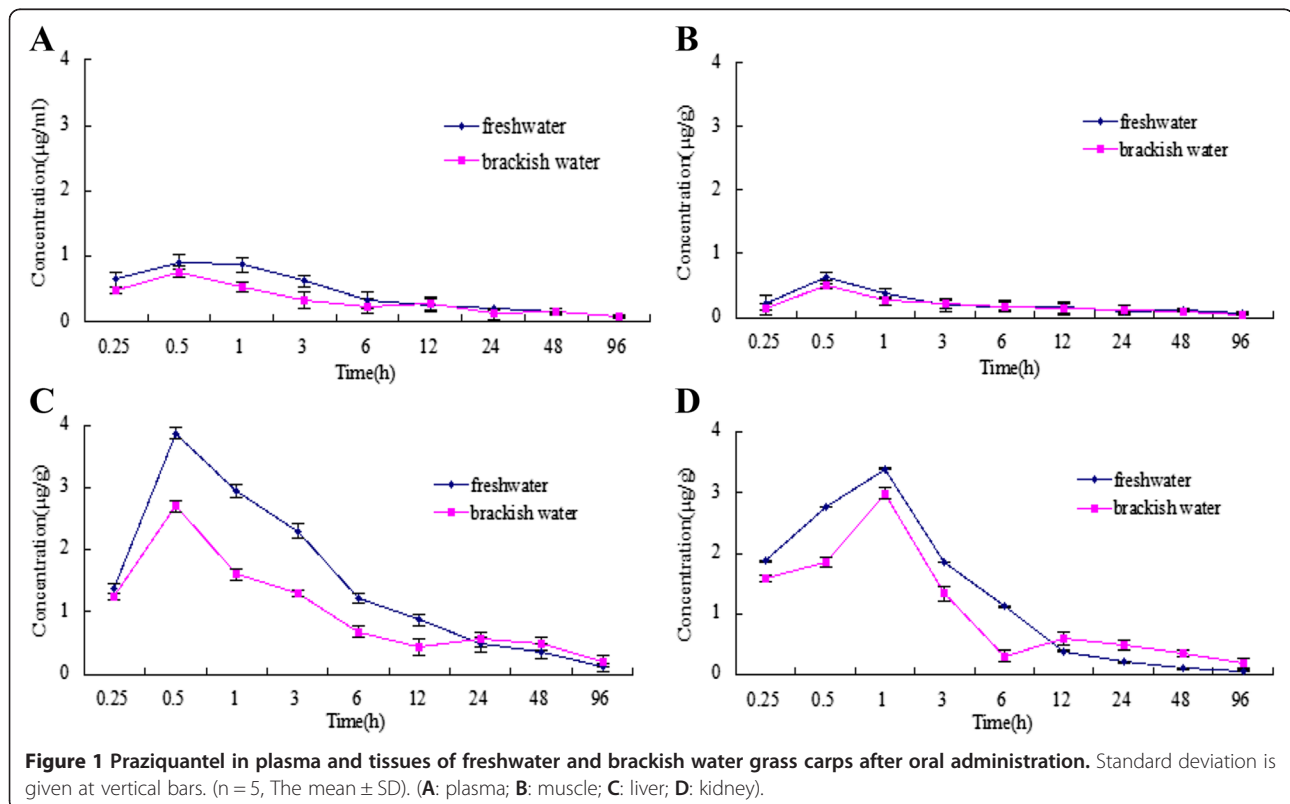 A
Concentration(μg/ml)
4
3
2
1
0
freshwater
brackish water
0.25 0.5 1 3 6 12 24 48 96
Time(h)
B
Concentration(μg/g)
4
3
2
1
0
freshwater
brackish water
0.25 0.5 1 3 6 12 24 48 96
Time(h)
C
Concentration(μg/g)
4
3
2
1
0
freshwater
brackish water
0.25 0.5 1 3 6 12 24 48 96
Time(h)
D
Concentration(μg/g)
4
3
2
1
0
freshwater
brackish water
0.25 0.5 1 3 6 12 24 48 96
Time(h)
Figure 1 Praziquantel in plasma and tissues of freshwater and brackish water grass carps after oral administration. Standard deviation is
given at vertical bars. (n = 5, The mean ± SD). (A: plasma; B: muscle; C: liver; D: kidney).